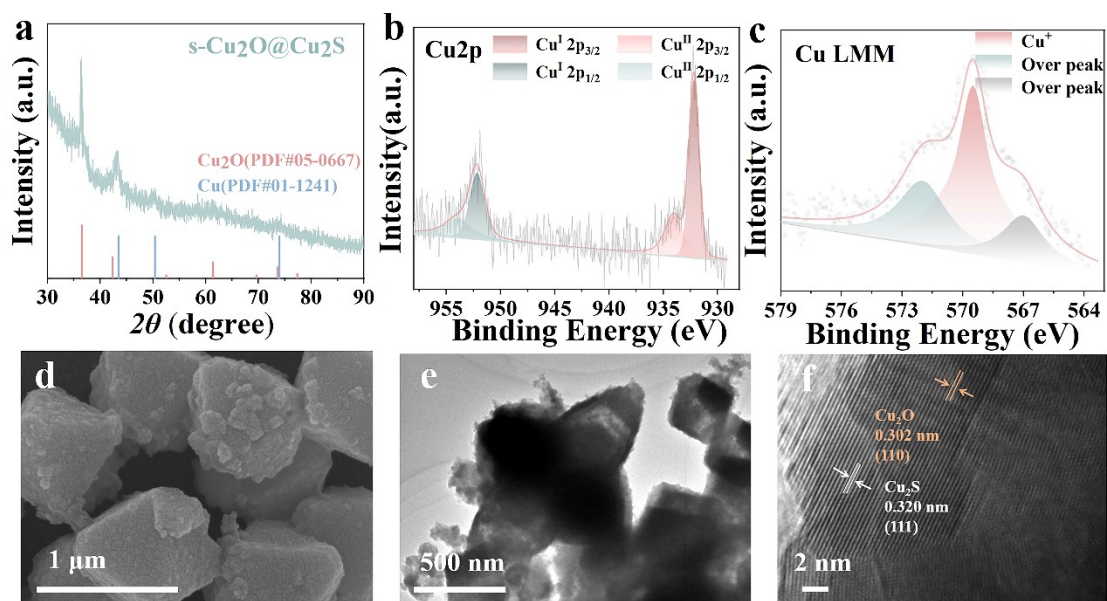 a
s-Cu₂O@Cu₂S
Cu₂O(PDF#05-0667)
Cu(PDF#01-1241)
Intensity (a.u.)
30 40 50 60 70 80 90
2θ (degree)
b
Cu2p
Cuᴵ 2p₃/₂
Cuᴵᴵ 2p₃/₂
Cuᴵ 2p₁/₂
Cuᴵᴵ 2p₁/₂
Intensity(a.u.)
955 950 945 940 935 930
Binding Energy (eV)
c
Cu LMM
Cu⁺
Over peak
Over peak
Intensity (a.u.)
579 576 573 570 567 564
Binding Energy (eV)
d
1 μm
e
500 nm
f
Cu₂O
0.302 nm
(110)
Cu₂S
0.320 nm
(111)
2 nm